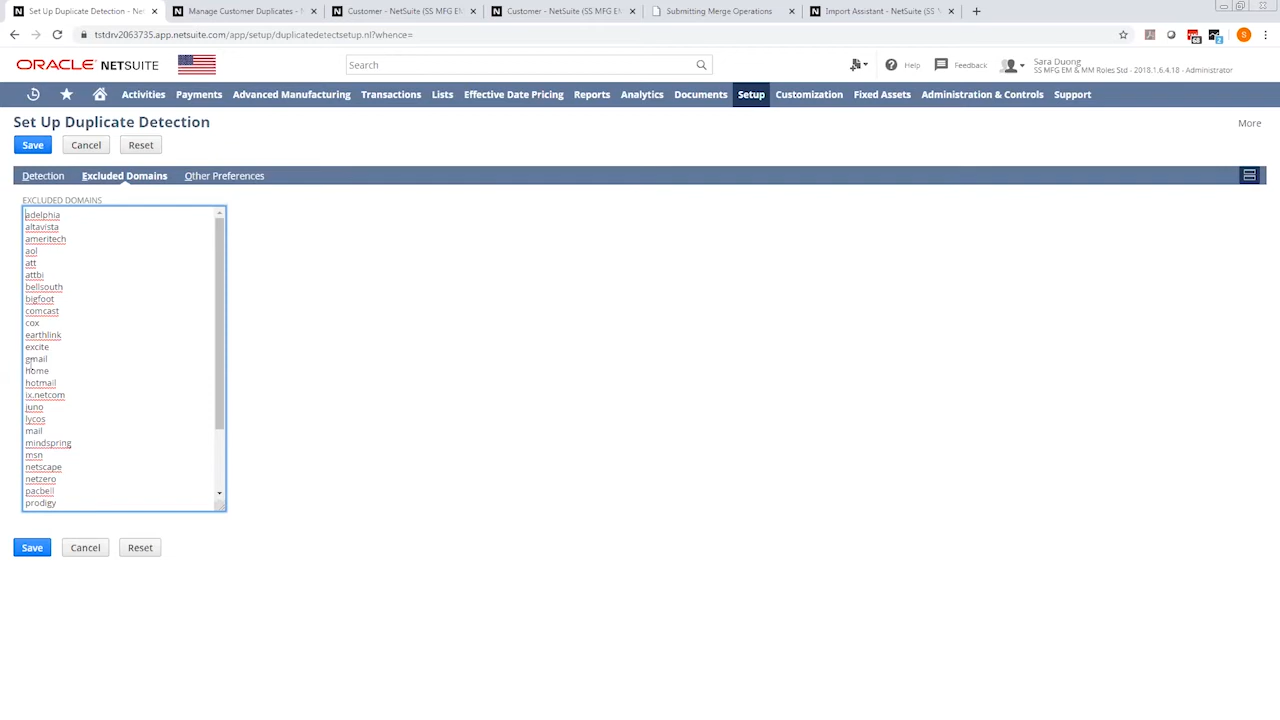 Set Up Duplicate Detection - Net
Manage Customer Duplicates - N
Customer - NetSuite (SS MFG EM
Customer - NetSuite (SS MFG EM
Submitting Merge Operations
Import Assistant - NetSuite (SS
tstdrv2063735.app.netsuite.com/app/setup/duplicatedetectsetup.nl?whence=
68
2
S
ORACLE NETSUITE
Search
Help
Feedback
Sara Duong
SS MFG EM & MM Roles Std - 2018.1.6.4.18 - Administrator
Activities
Payments
Advanced Manufacturing
Transactions
Lists
Effective Date Pricing
Reports
Analytics
Documents
Setup
Customization
Fixed Assets
Administration & Controls
Support
Set Up Duplicate Detection
More
Save
Cancel
Reset
Detection
Excluded Domains
Other Preferences
EXCLUDED DOMAINS
adelphia
altavista
ameritech
aol
att
attbi
bellsouth
bigfoot
comcast
cox
earthlink
excite
gmail
home
hotmail
ix.netcom
juno
lycos
mail
mindspring
msn
netscape
netzero
pacbell
prodigy
Save
Cancel
Reset